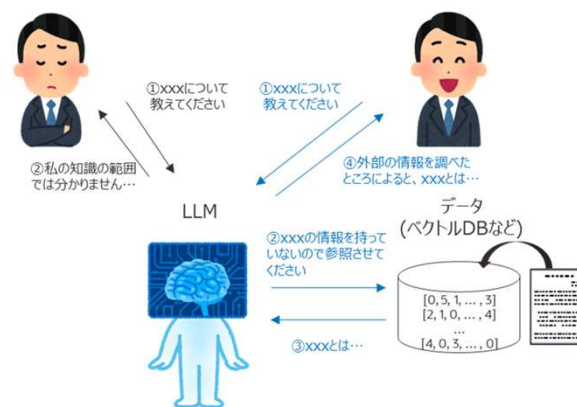 ①xxxについて
教えてください
②私の知識の範囲
では分かりません…
①xxxについて
教えてください
④外部の情報を調べた
ところによると、xxxとは…
LLM
②xxxの情報を持って
いないので参照させて
ください
③xxxとは…
データ
(ベクトルDBなど)
[0, 5, 1, … , 3]
[2, 1, 0, … , 4]
…
[4, 0, 3, … , 0]